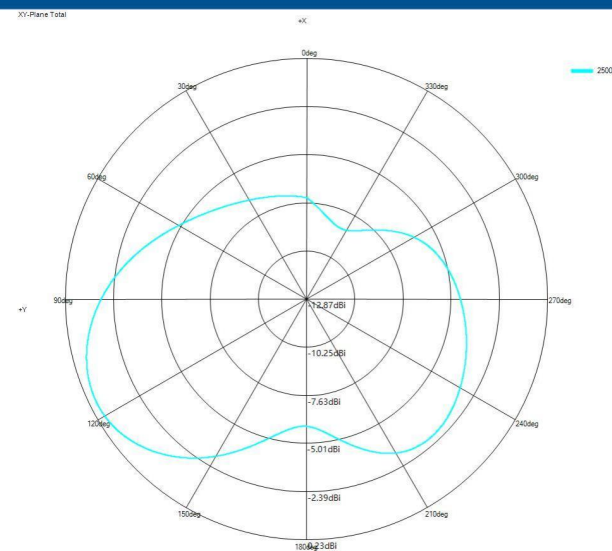 XY-Plane Total
+X
0deg
2500
30deg
330deg
60deg
300deg
90deg
-12.87dBi
270deg
+Y
-10.25dBi
-7.63dBi
120deg
240deg
-5.01dBi
-2.39dBi
150deg
210deg
180deg
0.23dBi